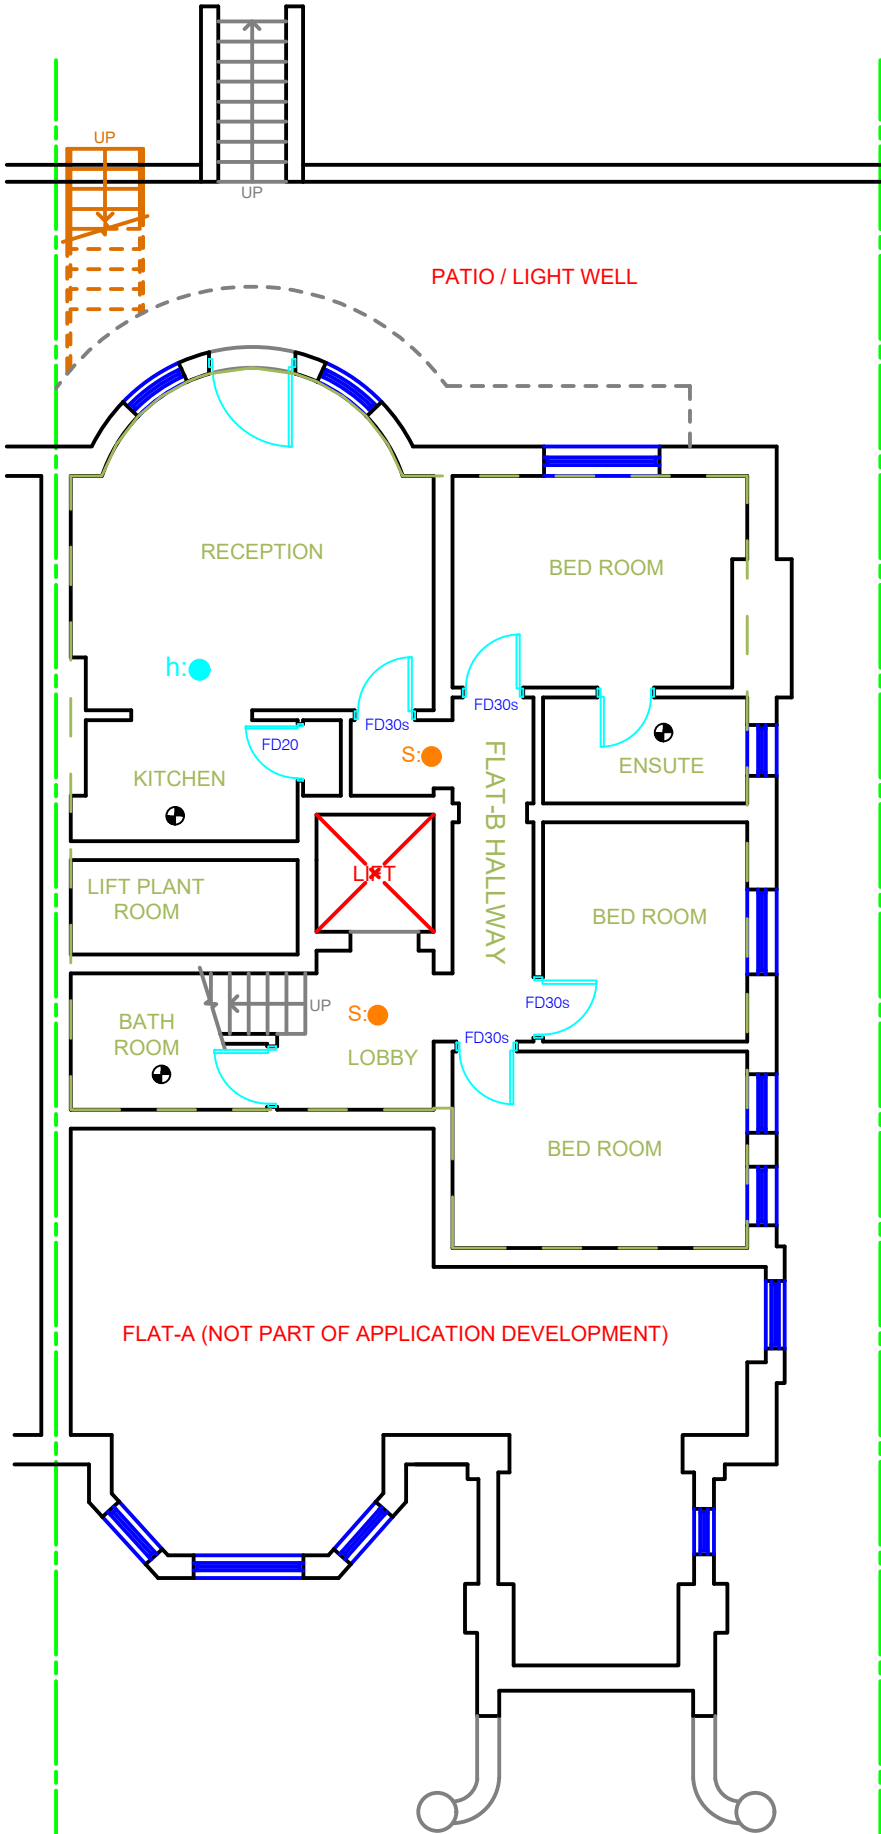 UP
UP
PATIO / LIGHT WELL
RECEPTION
BED ROOM
h:
FD30s
FD30s
FD20
S:
FLAT-B HALLWAY
ENSUTE
KITCHEN
LIFT
LIFT PLANT
ROOM
BED ROOM
UP
S:
FD30s
BATH
ROOM
FD30s
LOBBY
BED ROOM
FLAT-A (NOT PART OF APPLICATION DEVELOPMENT)